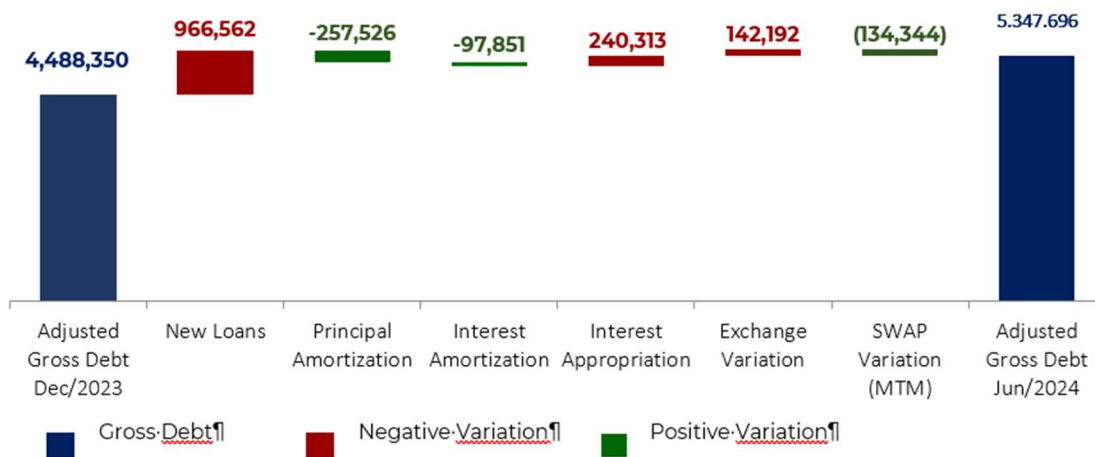 4,488,350
966,562
-257,526
-97,851
240,313
142,192
(134,344)
5.347.696
Adjusted
Gross Debt
Dec/2023
New Loans
Principal
Amortization
Interest
Amortization
Interest
Appropriation
Exchange
Variation
SWAP
Variation
(MTM)
Adjusted
Gross Debt
Jun/2024
Gross·Debt¶
Negative·Variation¶
Positive·Variation¶